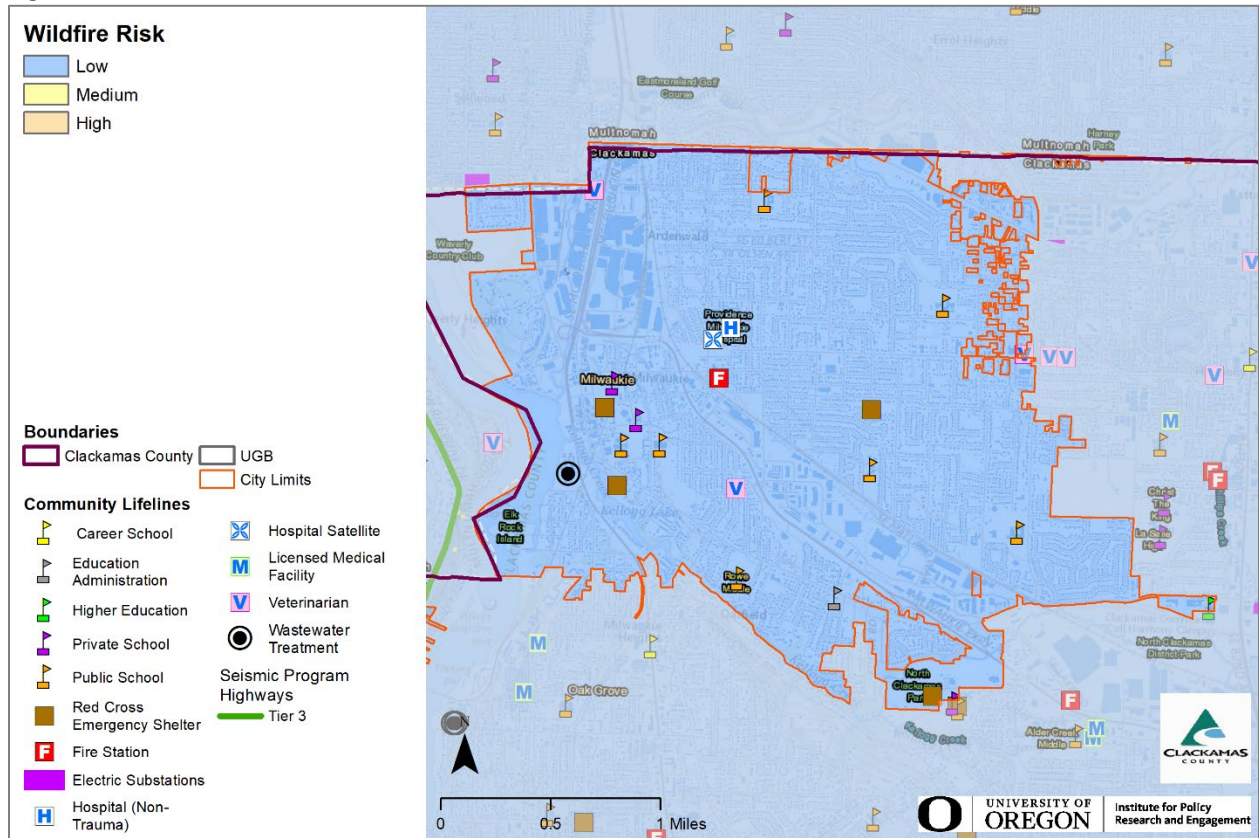 Wildfire Risk
Low
Medium
High
Boundaries
Clackamas County
UGB
City Limits
Community Lifelines
Career School
Education
Administration
Higher Education
Private School
Public School
Red Cross
Emergency Shelter
F
Fire Station
Electric Substations
H
Hospital (Non-
Trauma)
Hospital Satellite
M
Licensed Medical
Facility
V
Veterinarian
Wastewater
Treatment
Seismic Program
Highways
Tier 3
Middle
Errol Heights
Eastmoreland Golf
Course
Multnomah
Clackamas
Harney
Park
Multnomah
Clackamas
V
Waverly
Country Club
Ardenwald
V
Providence
H
F
V V
V
Milwaukie
Milwaukie
M
V
V
F
Christ
The
King
La Salle
Kellogg Lake
Elk
Rock
Island
Rowe
Middle
North Clackamas
District Park
M
M
Oak Grove
North
Clackamas
Park
F
Kellogg Creek
Alder Creek
Middle
M
M
N
0 0.5 1 Miles
F
CLACKAMAS
COUNTY
O
UNIVERSITY OF
OREGON
Institute for Policy
Research and Engagement